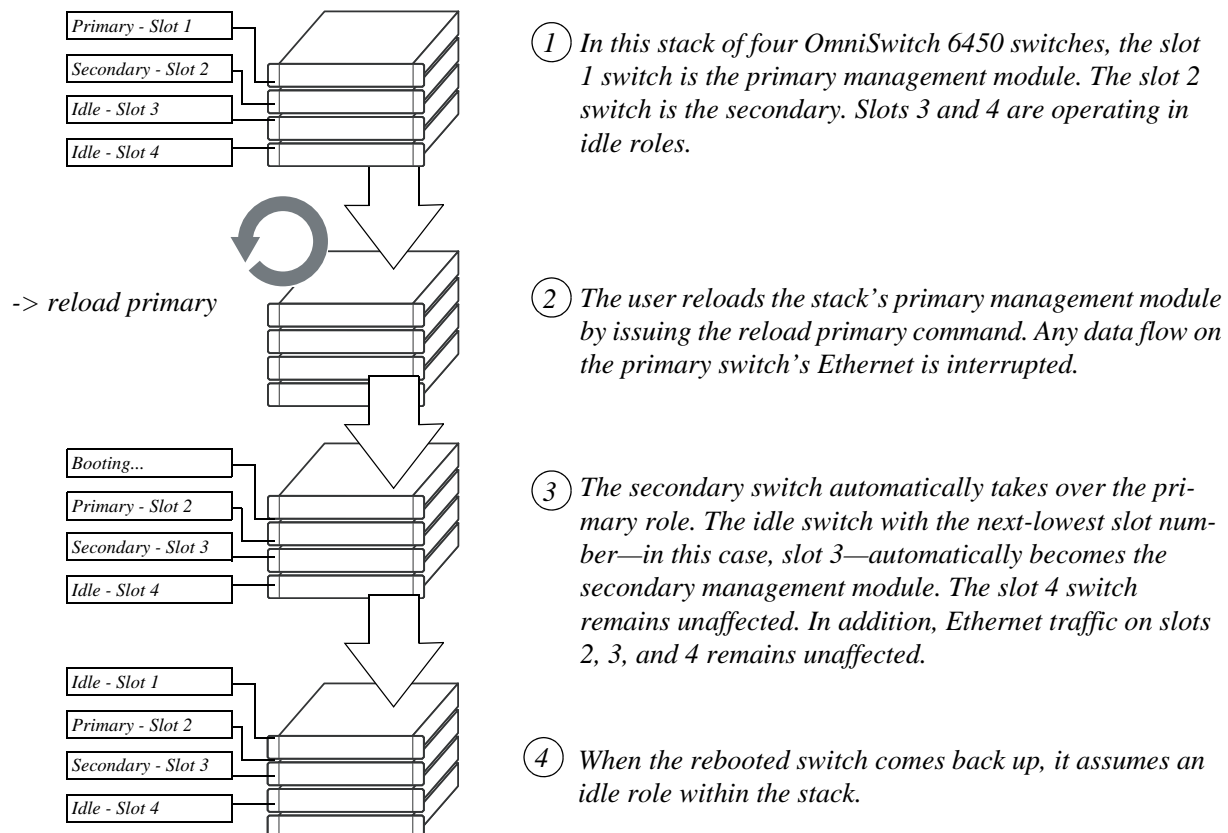 Primary - Slot 1
Secondary - Slot 2
Idle - Slot 3
Idle - Slot 4
1 In this stack of four OmniSwitch 6450 switches, the slot
1 switch is the primary management module. The slot 2
switch is the secondary. Slots 3 and 4 are operating in
idle roles.
-> reload primary
2 The user reloads the stack’s primary management module
by issuing the reload primary command. Any data flow on
the primary switch’s Ethernet is interrupted.
Booting...
Primary - Slot 2
Secondary - Slot 3
Idle - Slot 4
3 The secondary switch automatically takes over the pri-
mary role. The idle switch with the next-lowest slot num-
ber—in this case, slot 3—automatically becomes the
secondary management module. The slot 4 switch
remains unaffected. In addition, Ethernet traffic on slots
2, 3, and 4 remains unaffected.
Idle - Slot 1
Primary - Slot 2
Secondary - Slot 3
Idle - Slot 4
4 When the rebooted switch comes back up, it assumes an
idle role within the stack.